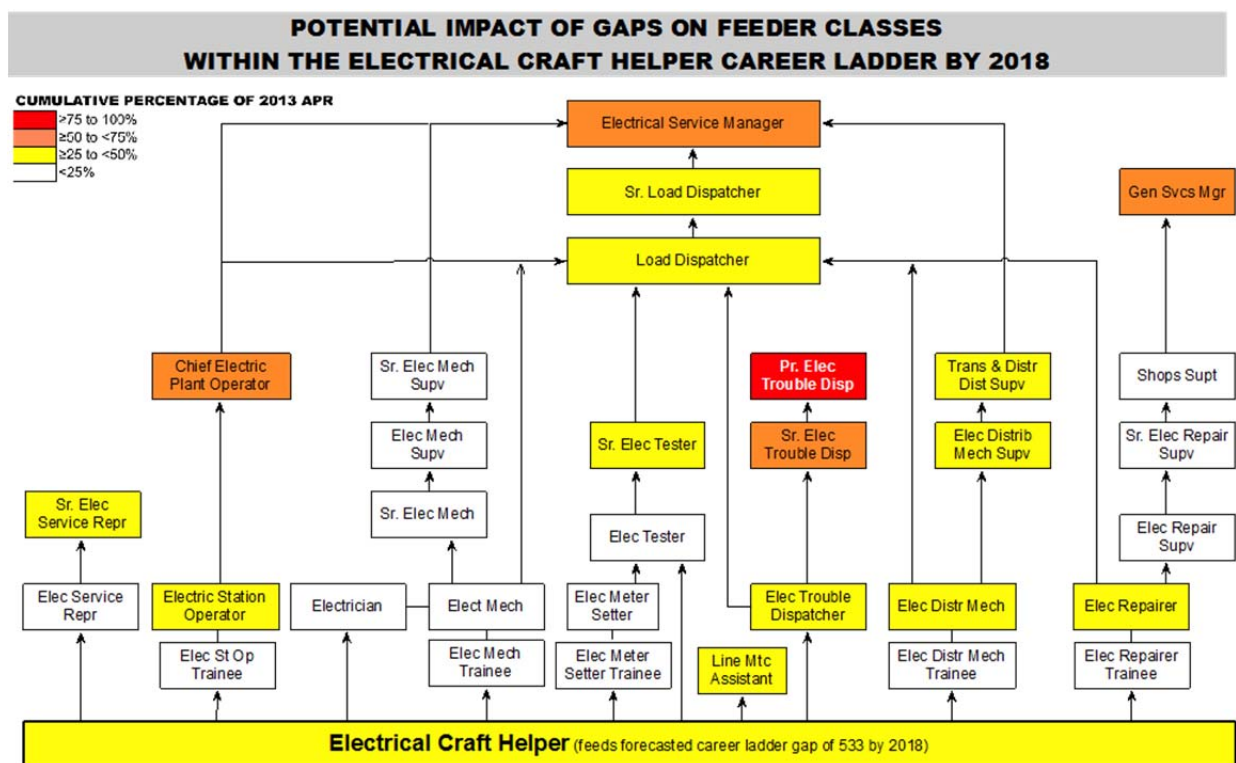 POTENTIAL IMPACT OF GAPS ON FEEDER CLASSES
WITHIN THE ELECTRICAL CRAFT HELPER CAREER LADDER BY 2018
CUMULATIVE PERCENTAGE OF 2013 APR
≥75 to 100%
≥50 to <75%
≥25 to <50%
<25%
Electrical Service Manager
Sr. Load Dispatcher
Gen Svcs Mgr
Load Dispatcher
Chief Electric
Plant Operator
Sr. Elec Mech
Supv
Pr. Elec
Trouble Disp
Trans & Distr
Dist Supv
Shops Supt
Elec Mech
Supv
Sr. Elec Tester
Sr. Elec
Trouble Disp
Elec Distrib
Mech Supv
Sr. Elec Repair
Supv
Sr. Elec
Service Repr
Sr. Elec Mech
Elec Tester
Elec Repair
Supv
Elec Service
Repr
Electric Station
Operator
Electrician
Elect Mech
Elec Meter
Setter
Elec Trouble
Dispatcher
Elec Distr Mech
Elec Repairer
Elec St Op
Trainee
Elec Mech
Trainee
Elec Meter
Setter Trainee
Line Mtc
Assistant
Elec Distr Mech
Trainee
Elec Repairer
Trainee
Electrical Craft Helper (feeds forecasted career ladder gap of 533 by 2018)